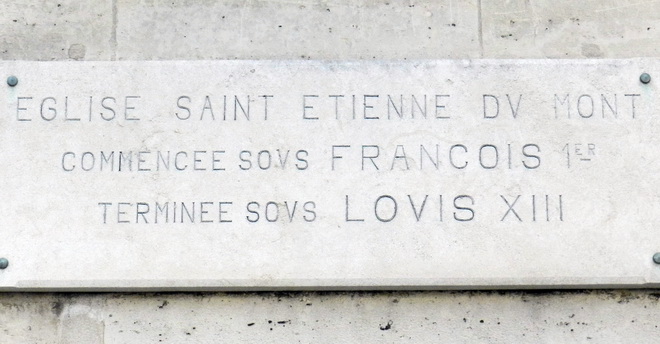 EGLISE SAINT ETIENNE DV MONT
COMMENCEE SOVS FRANCOIS 1ER
TERMINEE SOVS LOVIS XIII